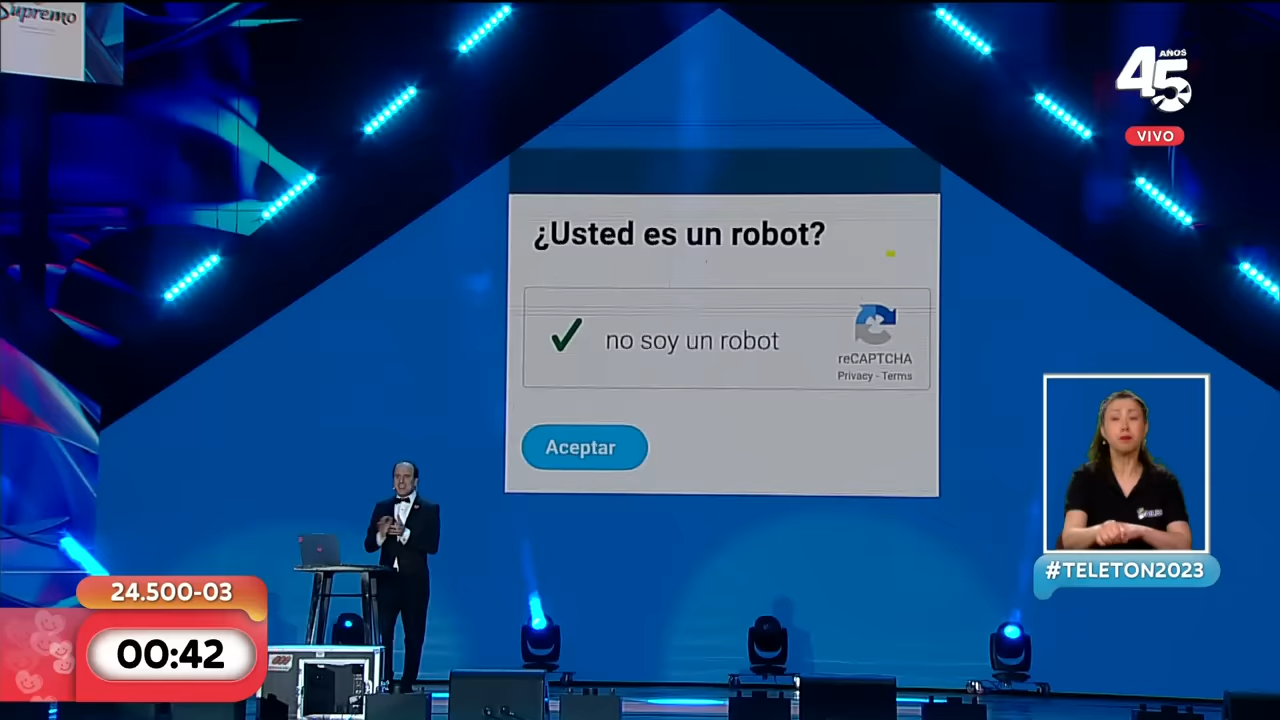 Supremo
45
AÑOS
VIVO
¿Usted es un robot?
no soy un robot
reCAPTCHA
Privacy - Terms
Aceptar
#TELETON2023
24.500-03
00:42